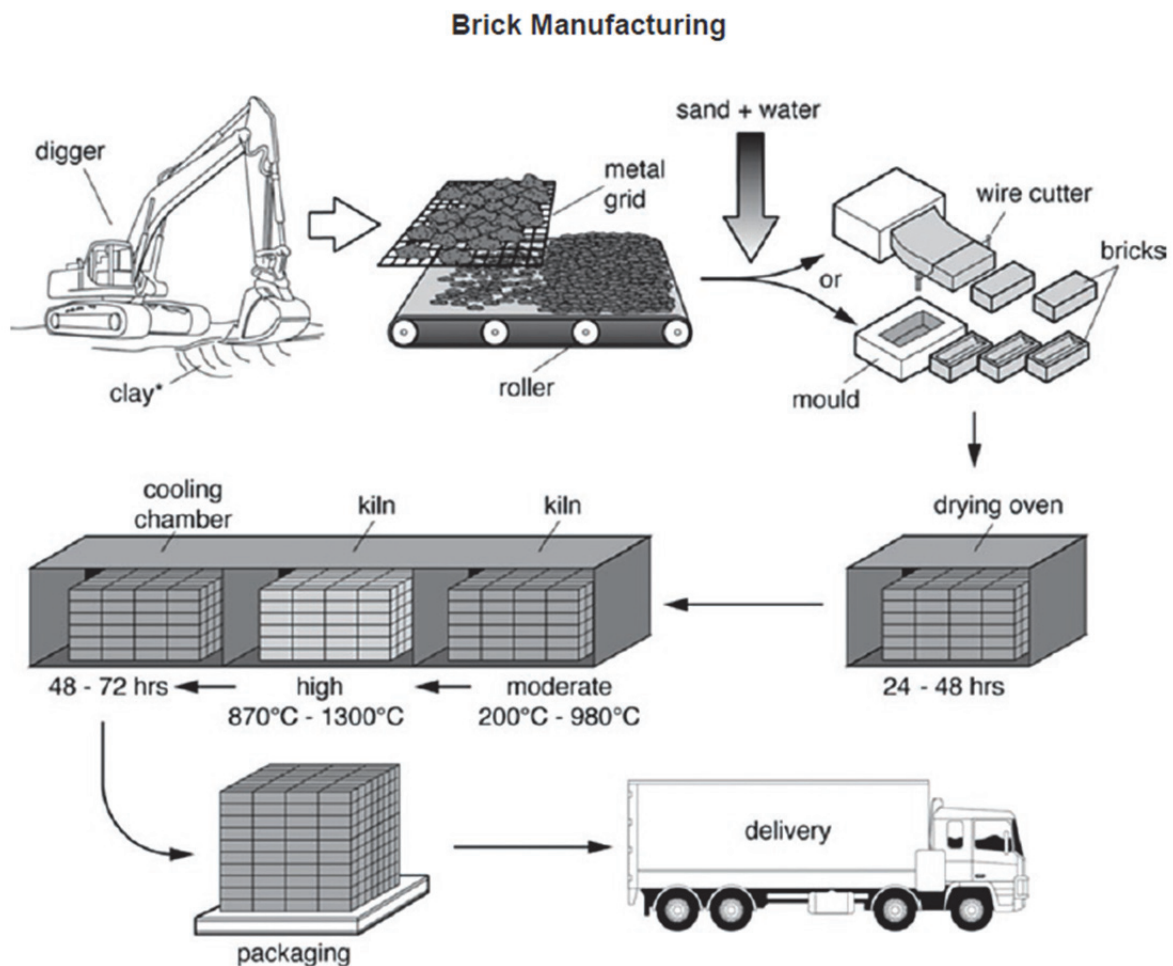 Brick Manufacturing
digger
clay*
metal
grid
roller
sand + water
or
wire cutter
bricks
mould
drying oven
24 - 48 hrs
kiln
moderate
200°C - 980°C
kiln
high
870°C - 1300°C
cooling
chamber
48 - 72 hrs
packaging
delivery